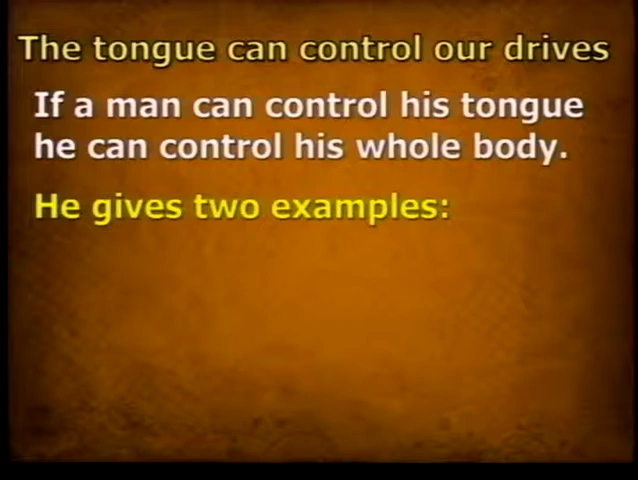 The tongue can control our drives
If a man can control his tongue
he can control his whole body.
He gives two examples: